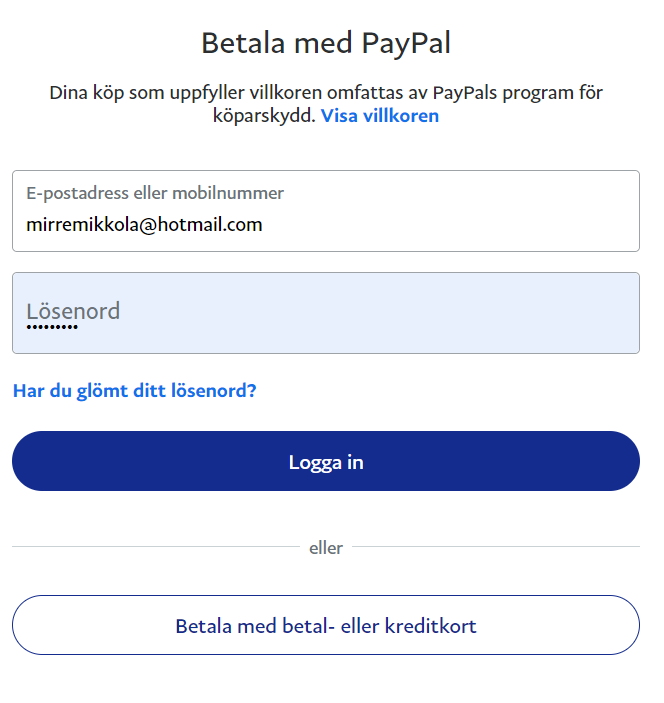 Betala med PayPal
Dina köp som uppfyller villkoren omfattas av PayPals program för
köparskydd. Visa villkoren
E-postadress eller mobilnummer
mirremikkola@hotmail.com
Lösenord
•••••••••
Har du glömt ditt lösenord?
Logga in
eller
Betala med betal- eller kreditkort